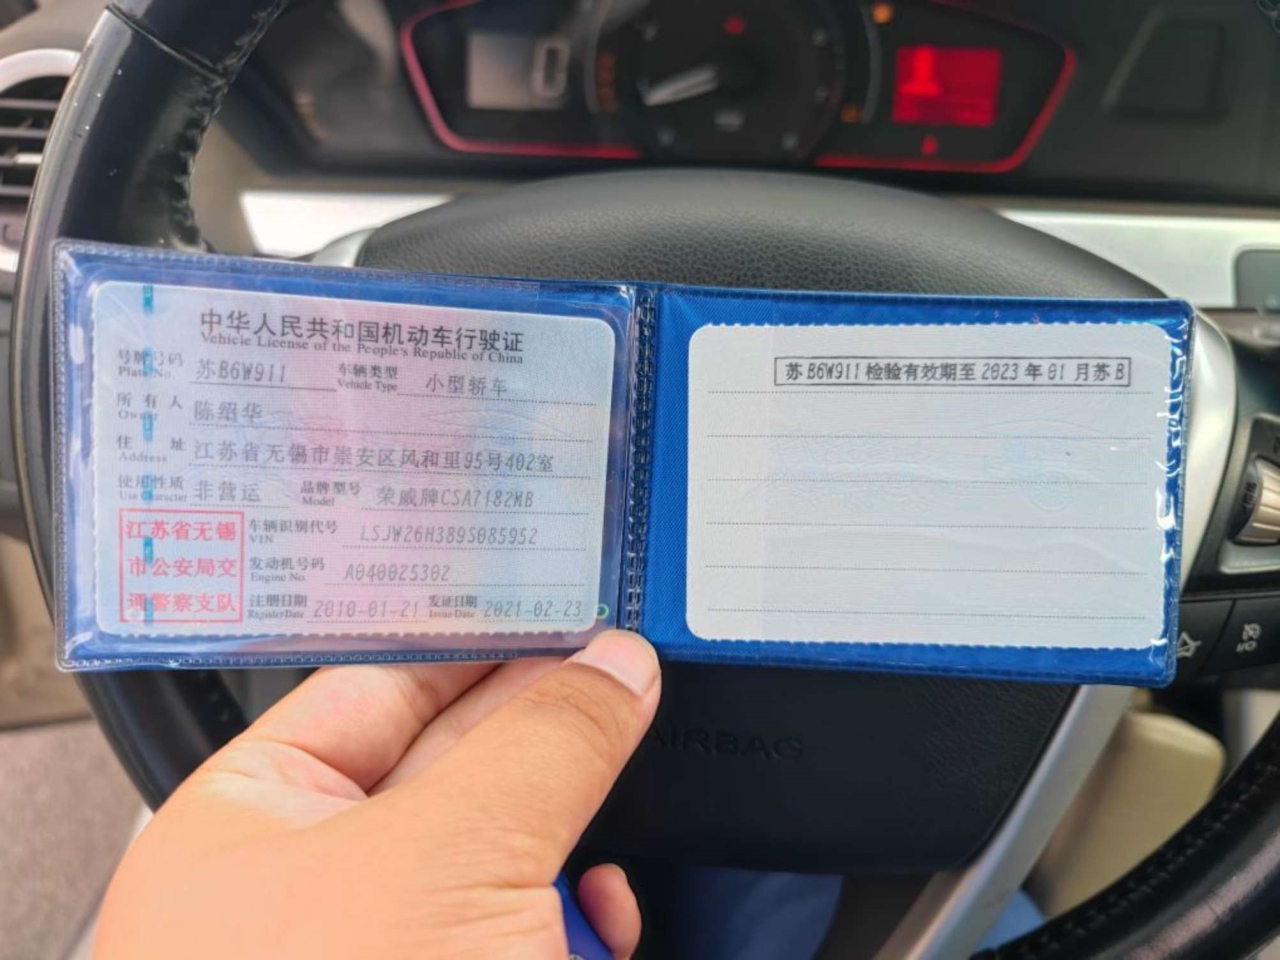 中华人民共和国机动车行驶证
Vehicle License of the People's Republic of China
号牌号码 苏B6W911 车辆类型 小型轿车
Plate No. Vehicle Type
所有人 陈绍华
Owner
住址 江苏省无锡市崇安区风和里95号402室
Address
使用性质 非营运 品牌型号 荣威牌CSA7182MB
Use Character Model
江苏省无锡
市公安局交
通警察支队
车辆识别代号 LSJW26H389S085952
VIN
发动机号码 A040025302
Engine No.
注册日期 2010-01-21 发证日期 2021-02-23
Register Date Issue Date
苏B6W911检验有效期至2023年01月苏B
AIRBAG
0